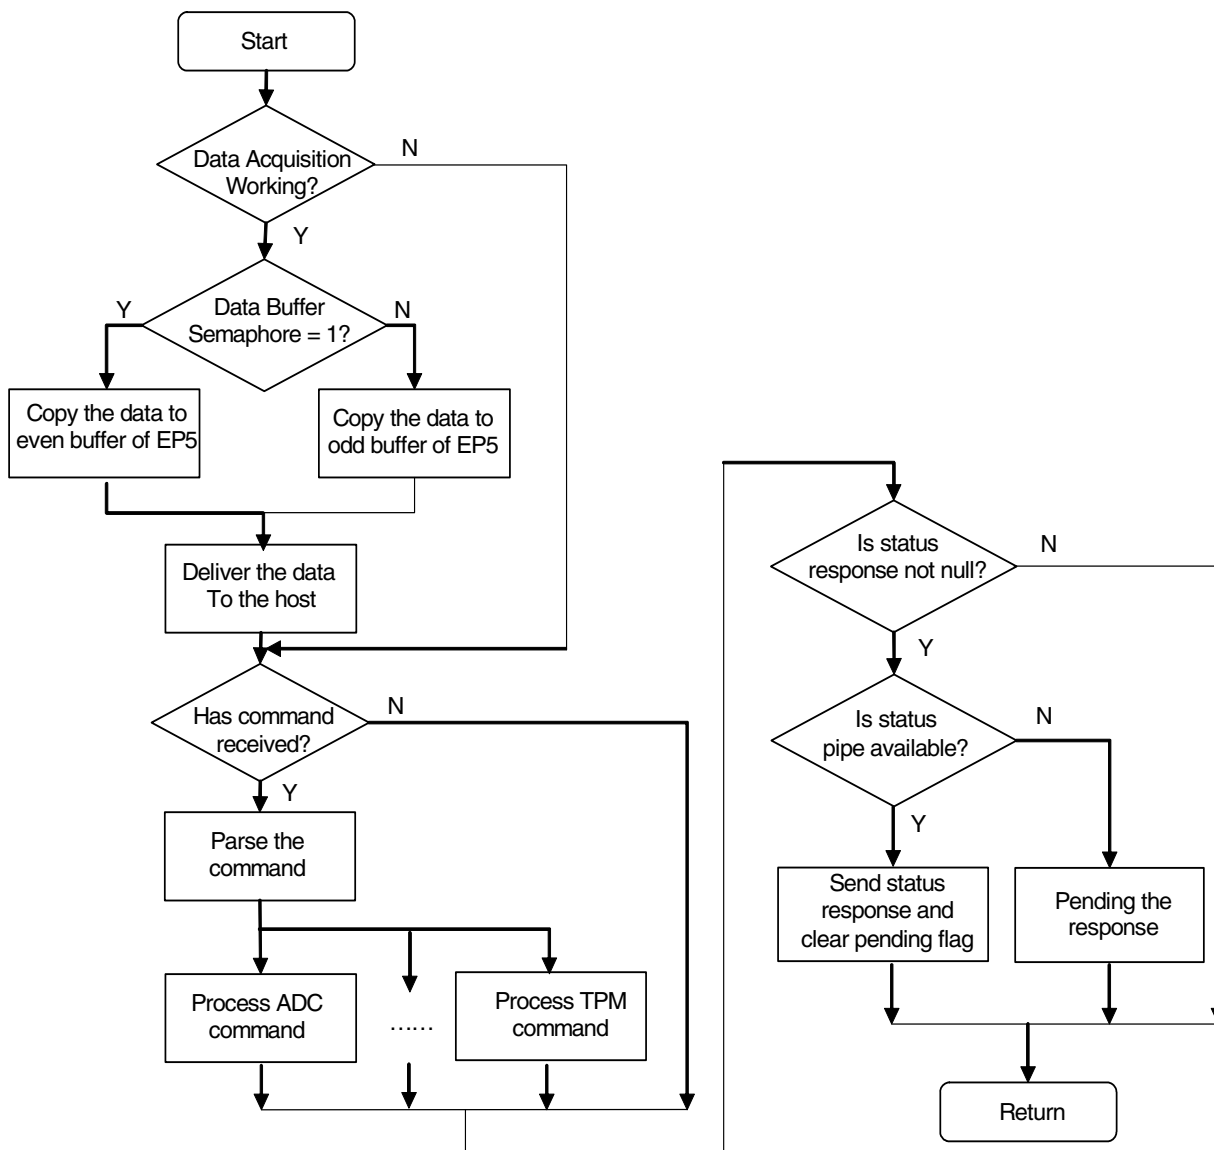 Start
Data Acquisition
Working?
N
Y
Data Buffer
Semaphore = 1?
Y
N
Copy the data to
even buffer of EP5
Copy the data to
odd buffer of EP5
Deliver the data
To the host
Has command
received?
N
Y
Parse the
command
Process ADC
command
......
Process TPM
command
Is status
response not null?
N
Y
Is status
pipe available?
N
Y
Send status
response and
clear pending flag
Pending the
response
Return